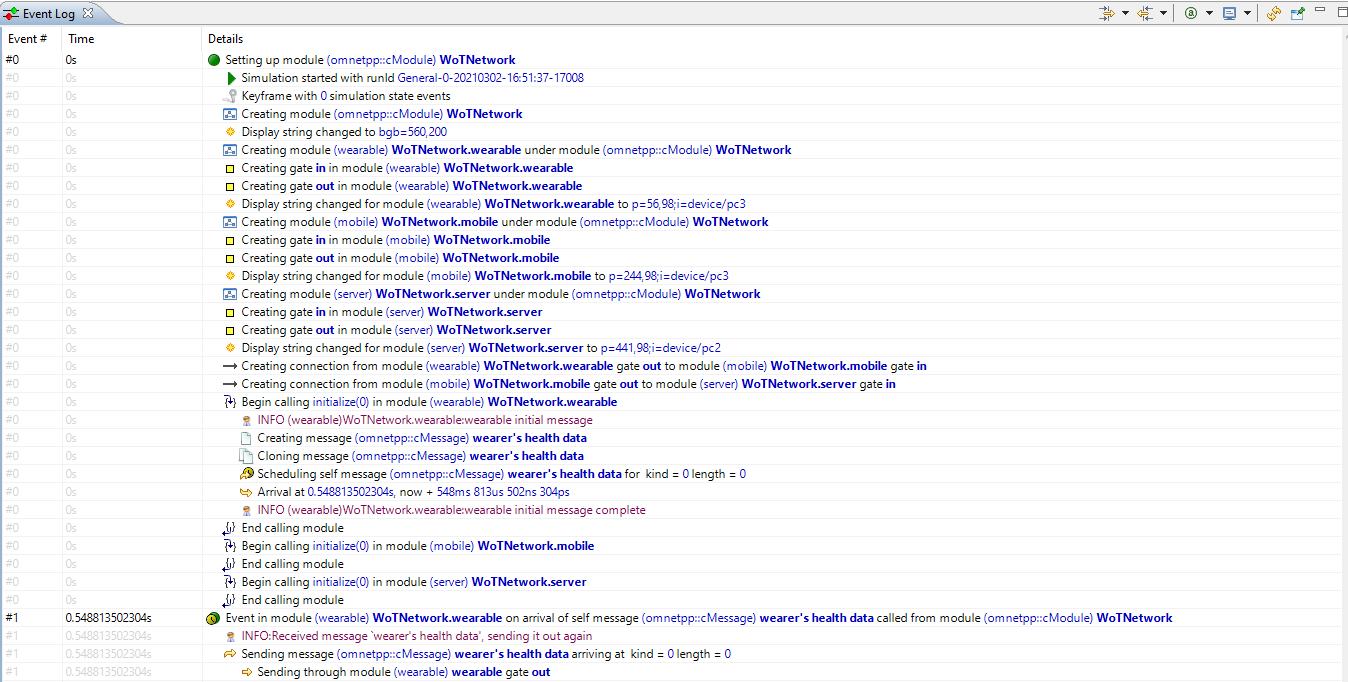 Event Log
Event # Time Details
#0 0s Setting up module (omnetpp::cModule) WoTNetwork
#0 0s Simulation started with runId General-0-20210302-16:51:37-17008
#0 0s Keyframe with 0 simulation state events
#0 0s Creating module (omnetpp::cModule) WoTNetwork
#0 0s Display string changed to bgb=560,200
#0 0s Creating module (wearable) WoTNetwork.wearable under module (omnetpp::cModule) WoTNetwork
#0 0s Creating gate in in module (wearable) WoTNetwork.wearable
#0 0s Creating gate out in module (wearable) WoTNetwork.wearable
#0 0s Display string changed for module (wearable) WoTNetwork.wearable to p=56,98;i=device/pc3
#0 0s Creating module (mobile) WoTNetwork.mobile under module (omnetpp::cModule) WoTNetwork
#0 0s Creating gate in in module (mobile) WoTNetwork.mobile
#0 0s Creating gate out in module (mobile) WoTNetwork.mobile
#0 0s Display string changed for module (mobile) WoTNetwork.mobile to p=244,98;i=device/pc3
#0 0s Creating module (server) WoTNetwork.server under module (omnetpp::cModule) WoTNetwork
#0 0s Creating gate in in module (server) WoTNetwork.server
#0 0s Creating gate out in module (server) WoTNetwork.server
#0 0s Display string changed for module (server) WoTNetwork.server to p=441,98;i=device/pc2
#0 0s Creating connection from module (wearable) WoTNetwork.wearable gate out to module (mobile) WoTNetwork.mobile gate in
#0 0s Creating connection from module (mobile) WoTNetwork.mobile gate out to module (server) WoTNetwork.server gate in
#0 0s Begin calling initialize(0) in module (wearable) WoTNetwork.wearable
#0 0s INFO (wearable)WoTNetwork.wearable:wearable initial message
#0 0s Creating message (omnetpp::cMessage) wearer's health data
#0 0s Cloning message (omnetpp::cMessage) wearer's health data
#0 0s Scheduling self message (omnetpp::cMessage) wearer's health data for kind = 0 length = 0
#0 0s Arrival at 0.548813502304s, now + 548ms 813us 502ns 304ps
#0 0s INFO (wearable)WoTNetwork.wearable:wearable initial message complete
#0 0s End calling module
#0 0s Begin calling initialize(0) in module (mobile) WoTNetwork.mobile
#0 0s End calling module
#0 0s Begin calling initialize(0) in module (server) WoTNetwork.server
#0 0s End calling module
#1 0.548813502304s Event in module (wearable) WoTNetwork.wearable on arrival of self message (omnetpp::cMessage) wearer's health data called from module (omnetpp::cModule) WoTNetwork
#1 0.548813502304s INFO:Received message `wearer's health data', sending it out again
#1 0.548813502304s Sending message (omnetpp::cMessage) wearer's health data arriving at kind = 0 length = 0
#1 0.548813502304s Sending through module (wearable) wearable gate out